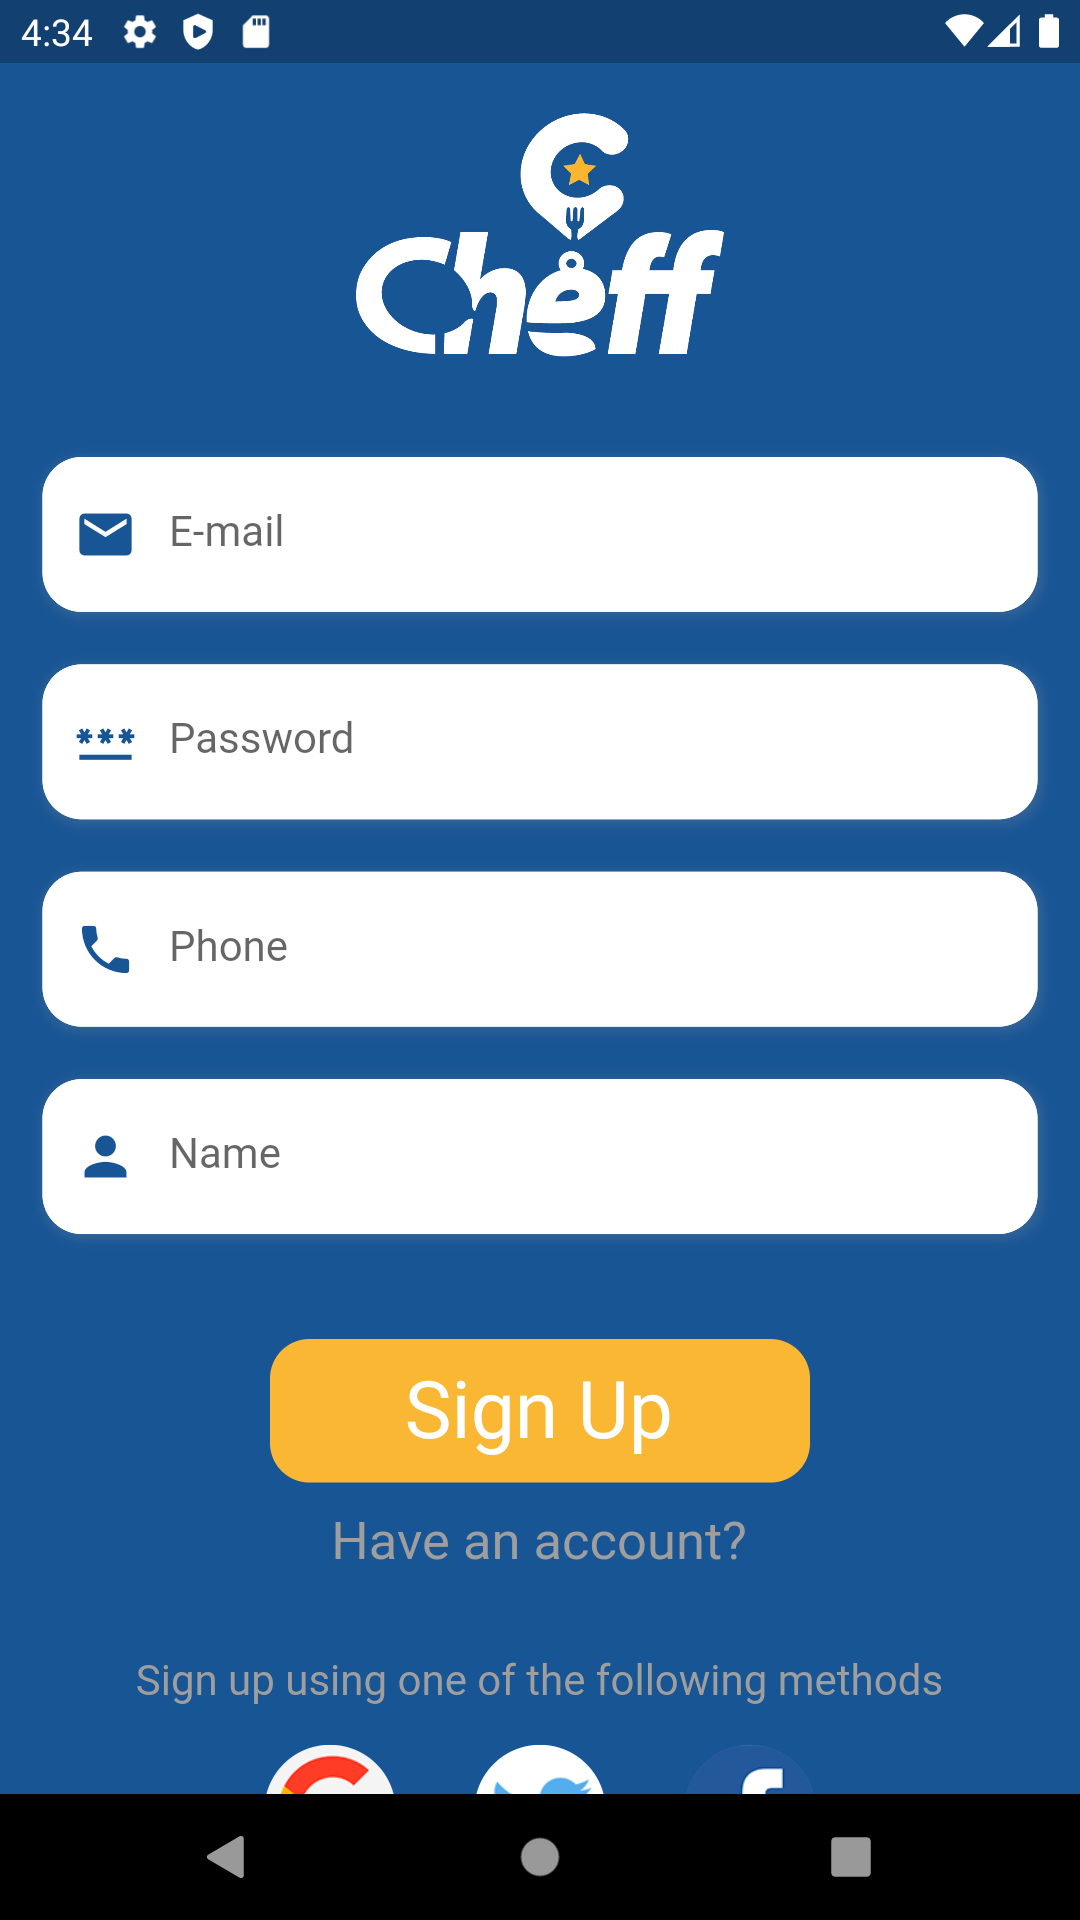 4:34
Cheff
E-mail
Password
Phone
Name
Sign Up
Have an account?
Sign up using one of the following methods